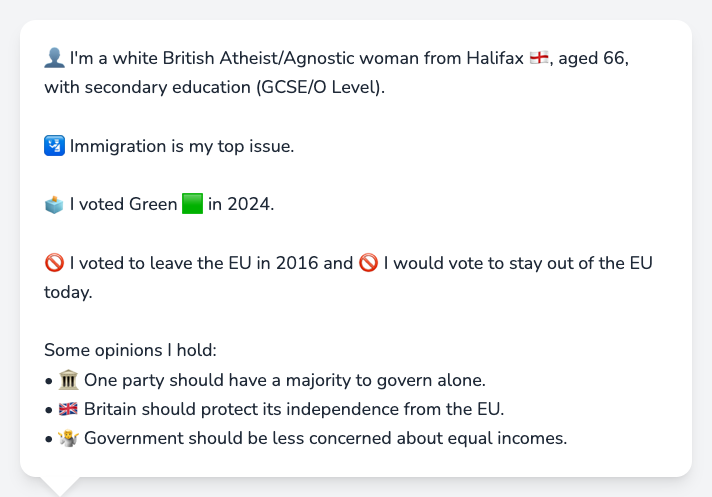 👤 I'm a white British Atheist/Agnostic woman from Halifax 🏴󠁧󠁢󠁥󠁮󠁧󠁿, aged 66,
with secondary education (GCSE/O Level).
🛂 Immigration is my top issue.
🗳️ I voted Green 🟩 in 2024.
🚫 I voted to leave the EU in 2016 and 🚫 I would vote to stay out of the EU
today.
Some opinions I hold:
• 🏛️ One party should have a majority to govern alone.
• 🇬🇧 Britain should protect its independence from the EU.
• 🤷 Government should be less concerned about equal incomes.